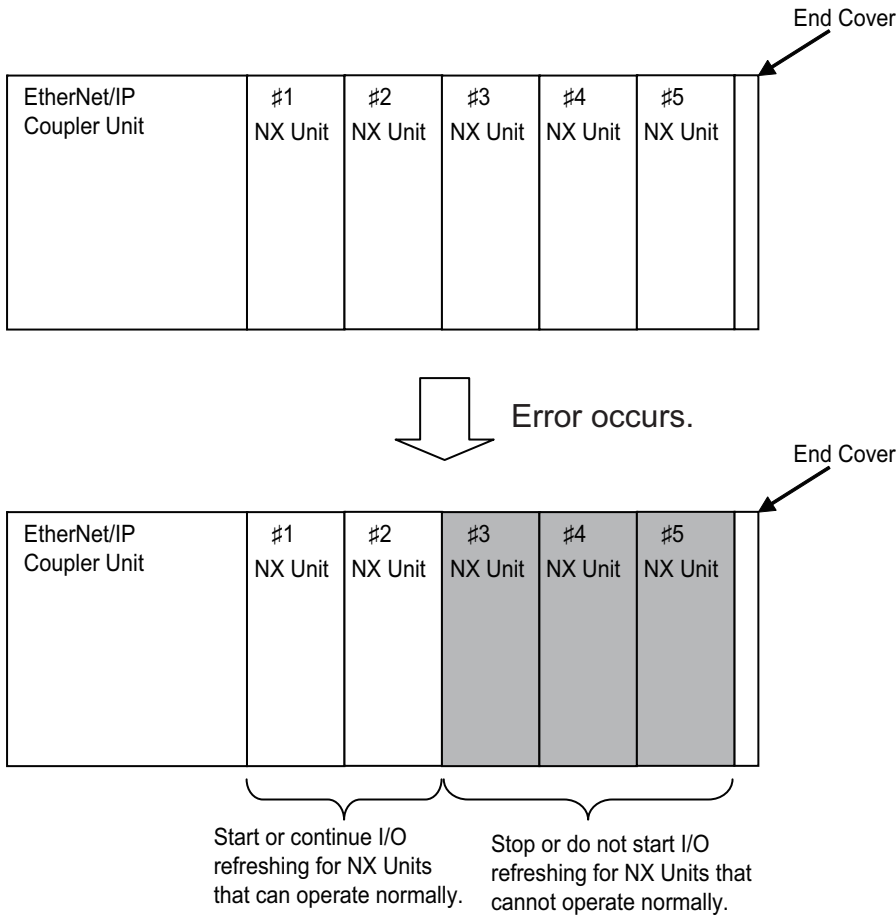 End Cover
EtherNet/IP
Coupler Unit
♯1
NX Unit
♯2
NX Unit
♯3
NX Unit
♯4
NX Unit
♯5
NX Unit
Error occurs.
End Cover
EtherNet/IP
Coupler Unit
♯1
NX Unit
♯2
NX Unit
♯3
NX Unit
♯4
NX Unit
♯5
NX Unit
Start or continue I/O
refreshing for NX Units
that can operate normally.
Stop or do not start I/O
refreshing for NX Units that
cannot operate normally.